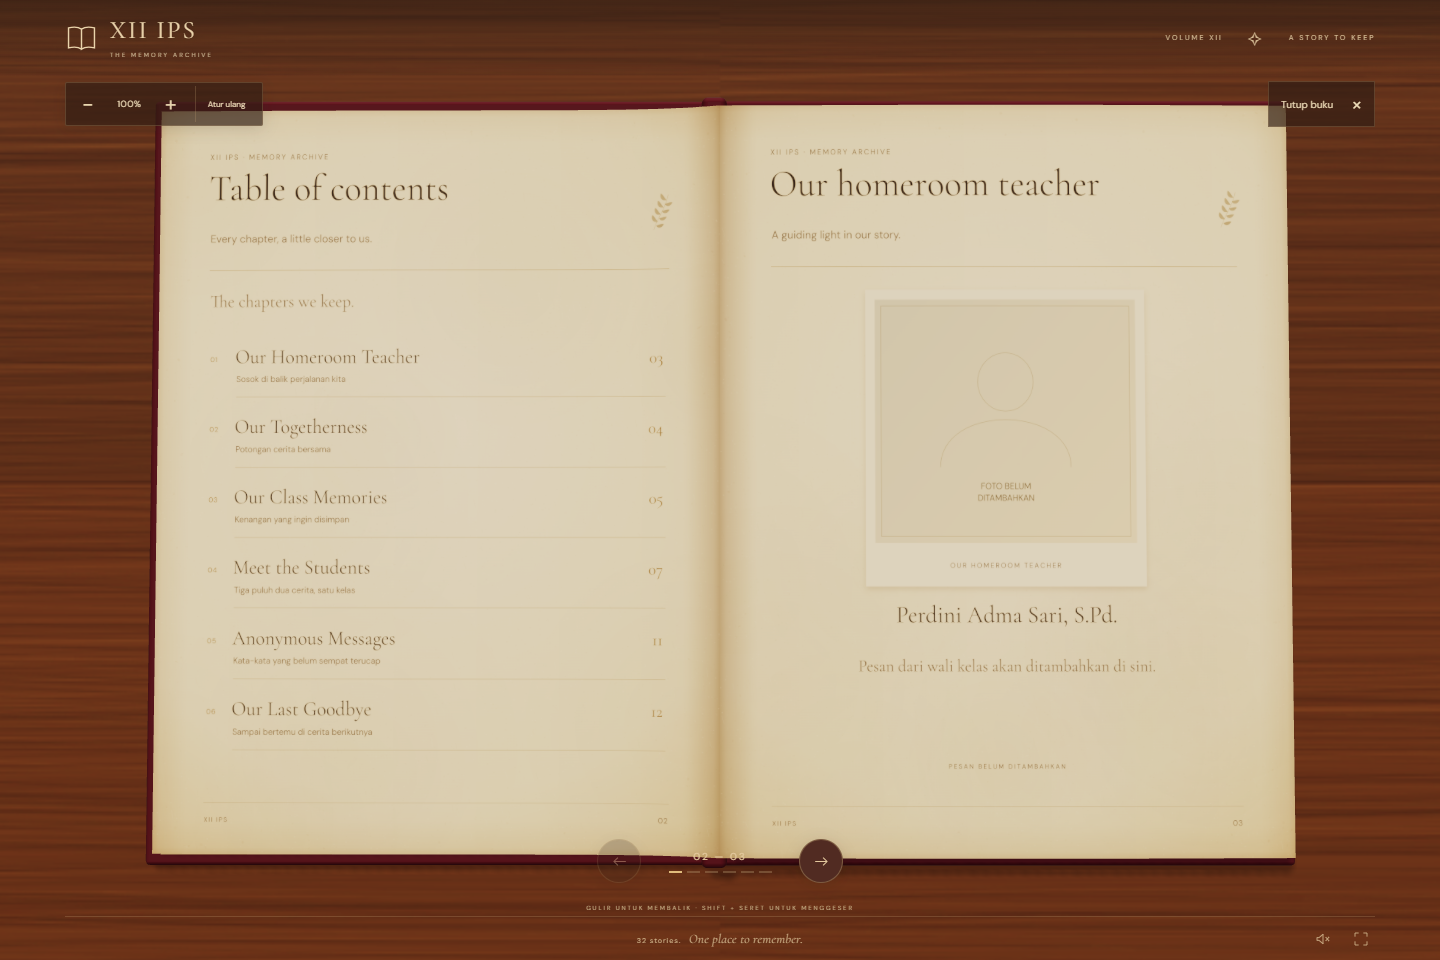 XII IPS
THE MEMORY ARCHIVE
VOLUME XII
A STORY TO KEEP
− 100% + Atur ulang
Tutup buku ×
XII IPS · MEMORY ARCHIVE
Table of contents
Every chapter, a little closer to us.
The chapters we keep.
01 Our Homeroom Teacher 03
Sosok di balik perjalanan kita
02 Our Togetherness 04
Potongan cerita bersama
03 Our Class Memories 05
Kenangan yang ingin disimpan
04 Meet the Students 07
Tiga puluh dua cerita, satu kelas
05 Anonymous Messages 11
Kata-kata yang belum sempat terucap
06 Our Last Goodbye 12
Sampai bertemu di cerita berikutnya
XII IPS 02
XII IPS · MEMORY ARCHIVE
Our homeroom teacher
A guiding light in our story.
FOTO BELUM
DITAMBAHKAN
OUR HOMEROOM TEACHER
Perdini Adma Sari, S.Pd.
Pesan dari wali kelas akan ditambahkan di sini.
PESAN BELUM DITAMBAHKAN
XII IPS 03
← 02 — 03 →
GULIR UNTUK MEMBALIK · SHIFT + SERET UNTUK MENGGESER
32 stories. One place to remember.